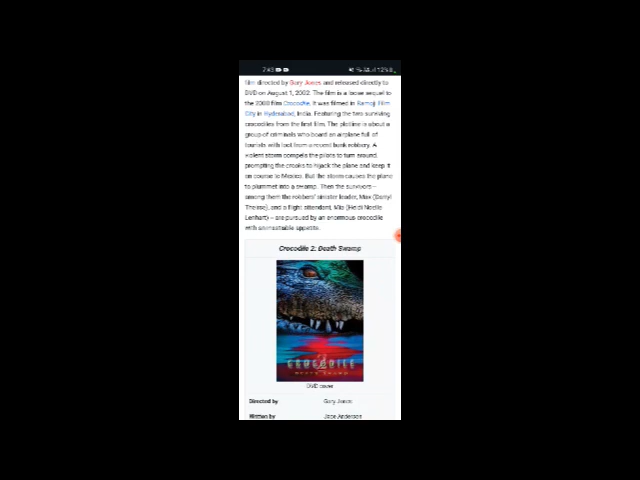 7:43
film directed by Gary Jones and released directly to
DVD on August 1, 2002. The film is a loose sequel to
the 2000 film Crocodile. It was filmed in Ramoji Film
City in Hyderabad, India. Featuring the two surviving
crocodiles from the first film. The plotline is about a
group of criminals who board an airplane full of
tourists with loot from a recent bank robbery. A
violent storm compels the pilots to turn around,
prompting the crooks to hijack the plane and keep it
on course to Mexico. But the storm causes the plane
to plummet into a swamp. Then the survivors –
among them the robbers' sinister leader, Max (Darryl
Theirse), and a flight attendant, Mia (Heidi Noelle
Lenhart) – are pursued by an enormous crocodile
with an insatiable appetite.
Crocodile 2: Death Swamp
2
CROCODILE
DEATH SWAMP
DVD cover
Directed by Gary Jones
Written by Jace Anderson